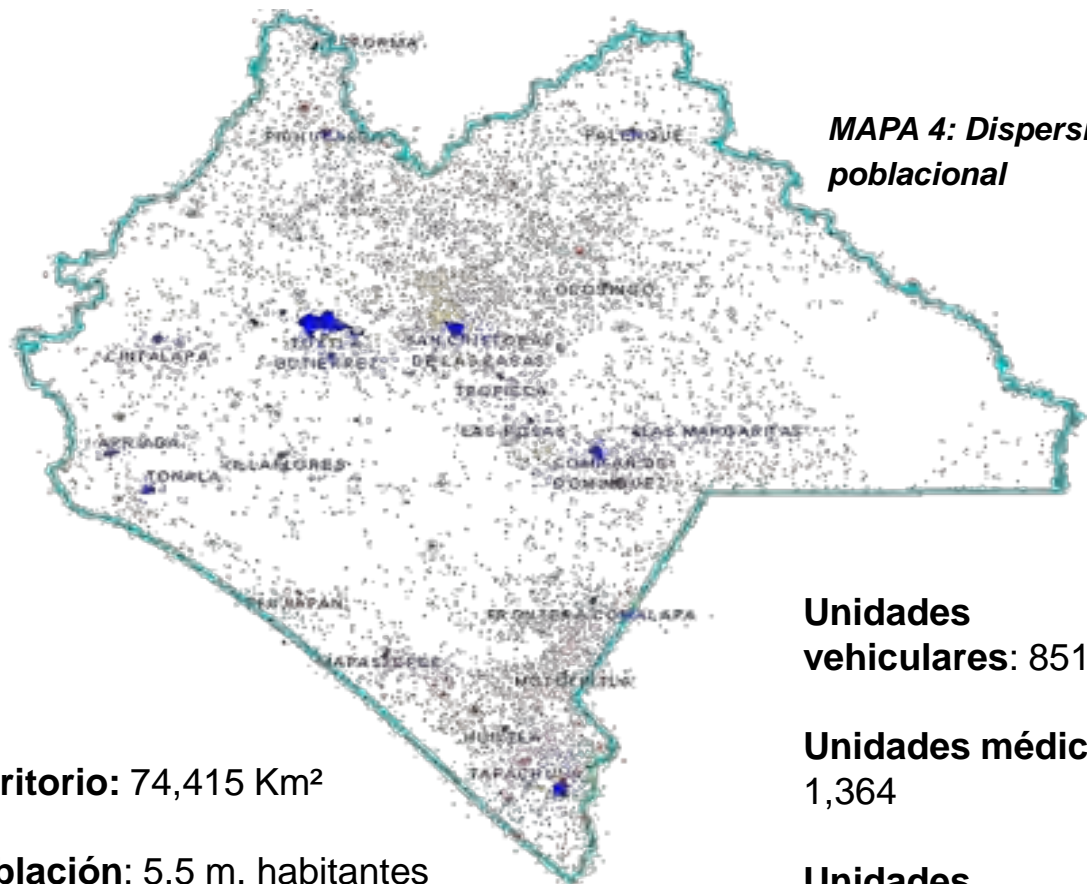 MAPA 4: Dispersi
poblacional
REFORMA
PICHUCALCO
PALENQUE
OCOSINGO
TUXTLA
GUTIERREZ
SAN CRISTOBAL
DE LAS CASAS
CINTALAPA
LAS ROSAS
LAS MARGARITAS
ARRIAGA
VILLAFLORES
COMITAN DE
DOMINGUEZ
TONALA
PIJIJIAPAN
FRONTERA COMALAPA
MAPASTEPEC
MOTOZINTLA
HUIXTLA
TAPACHULA
Unidades
vehiculares: 851
Unidades médic
1,364
ritorio: 74,415 Km²
blación: 5.5 m. habitantes
Unidades